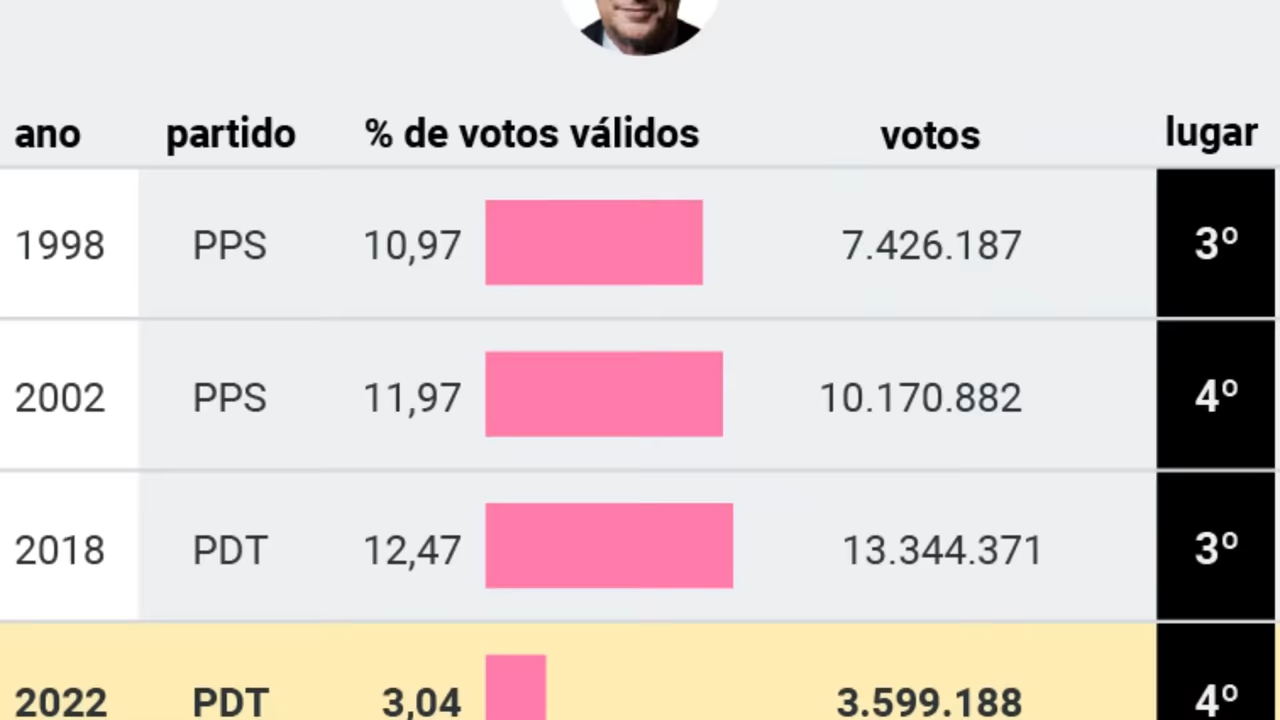 ano partido % de votos válidos votos lugar
1998 PPS 10,97 7.426.187 3º
2002 PPS 11,97 10.170.882 4º
2018 PDT 12,47 13.344.371 3º
2022 PDT 3,04 3.599.188 4º